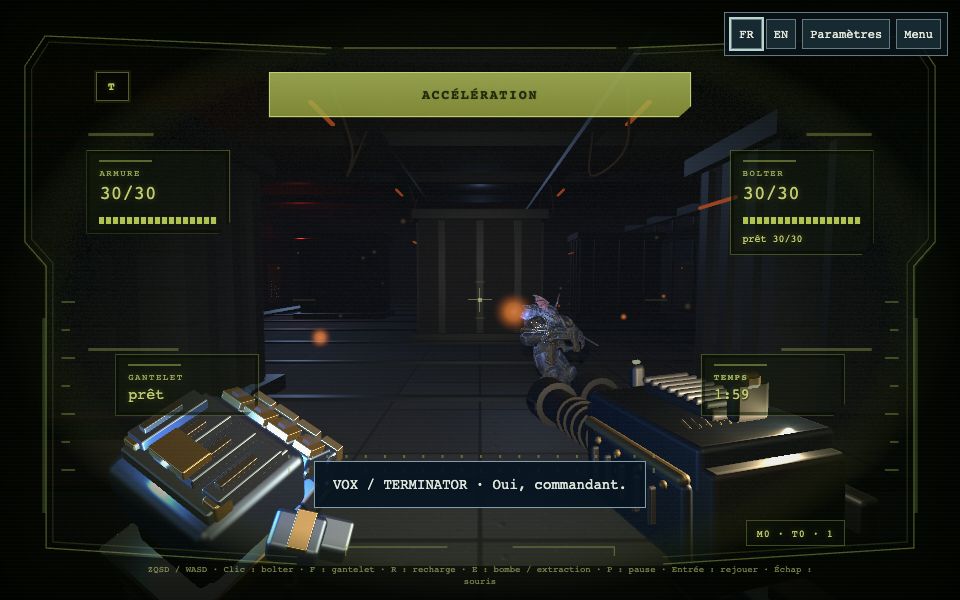 FR EN Paramètres Menu
T
ACCÉLÉRATION
ARMURE
30/30
BOLTER
30/30
prêt 30/30
GANTELET
prêt
TEMPS
1:59
VOX / TERMINATOR · Oui, commandant.
M0 · T0 · 1
ZQSD / WASD · Clic : bolter · F : gantelet · R : recharge · E : bombe / extraction · P : pause · Entrée : rejouer · Échap :
souris